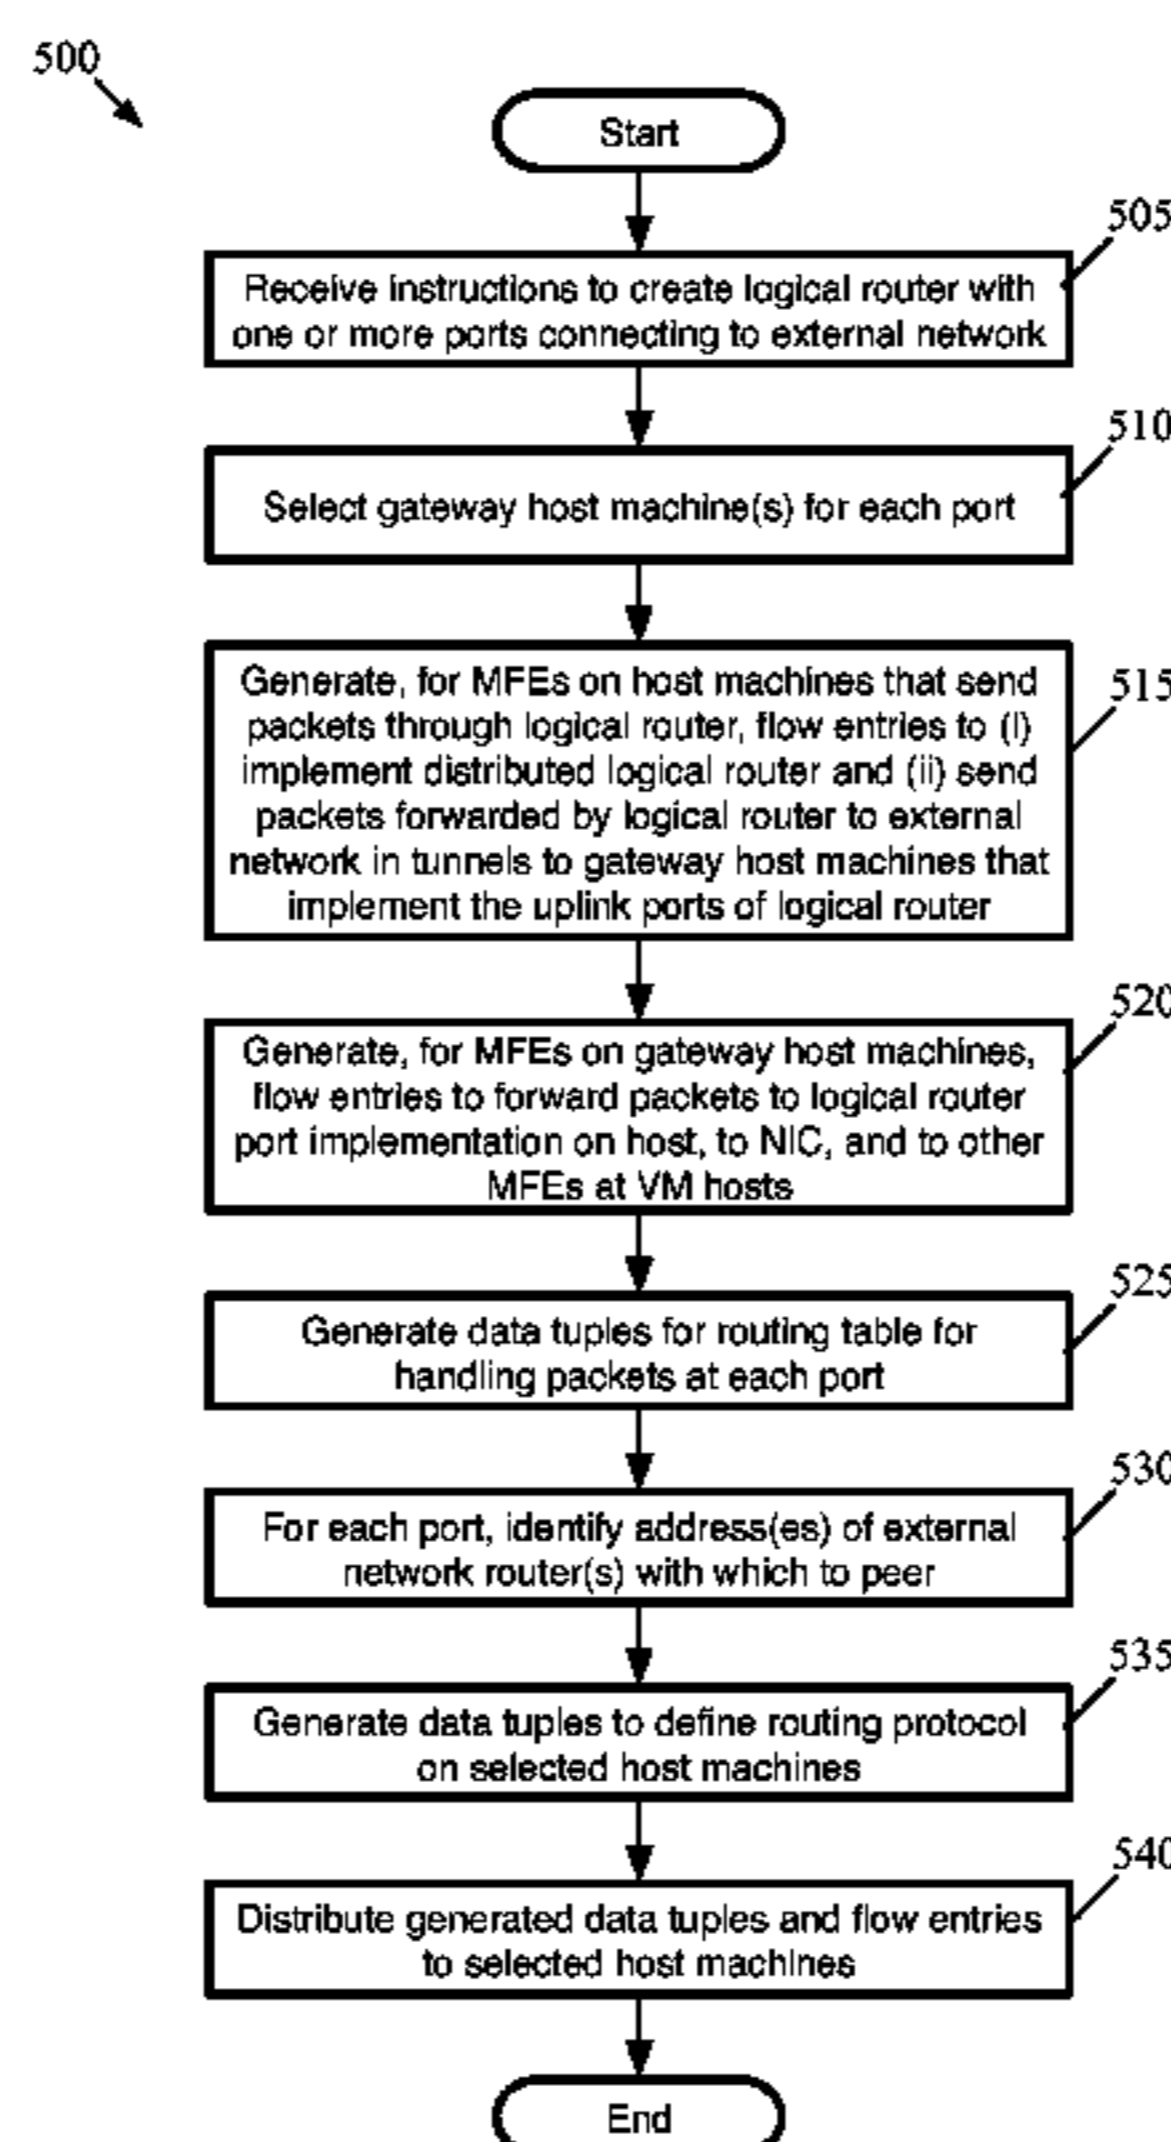 500
Start
505
Receive instructions to create logical router with
one or more ports connecting to external network
510
Select gateway host machine(s) for each port
515
Generate, for MFEs on host machines that send
packets through logical router, flow entries to (i)
implement distributed logical router and (ii) send
packets forwarded by logical router to external
network in tunnels to gateway host machines that
implement the uplink ports of logical router
520
Generate, for MFEs on gateway host machines,
flow entries to forward packets to logical router
port implementation on host, to NIC, and to other
MFEs at VM hosts
525
Generate data tuples for routing table for
handling packets at each port
530
For each port, identify address(es) of external
network router(s) with which to peer
535
Generate data tuples to define routing protocol
on selected host machines
540
Distribute generated data tuples and flow entries
to selected host machines
End